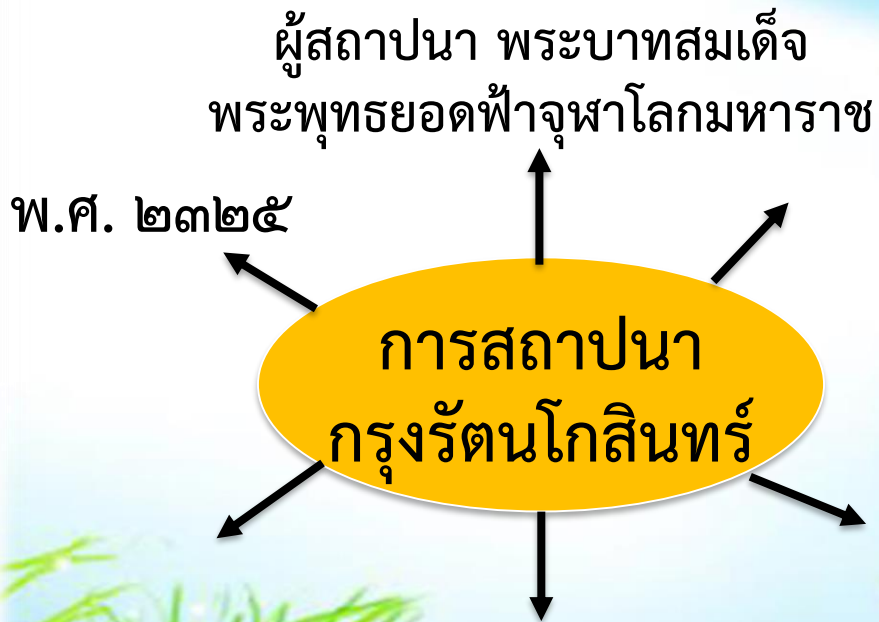 ผู้สถาปนา พระบาทสมเด็จ
พระพุทธยอดฟ้าจุฬาโลกมหาราช
พ.ศ. ๒๓๒๕
การสถาปนา
กรุงรัตนโกสินทร์